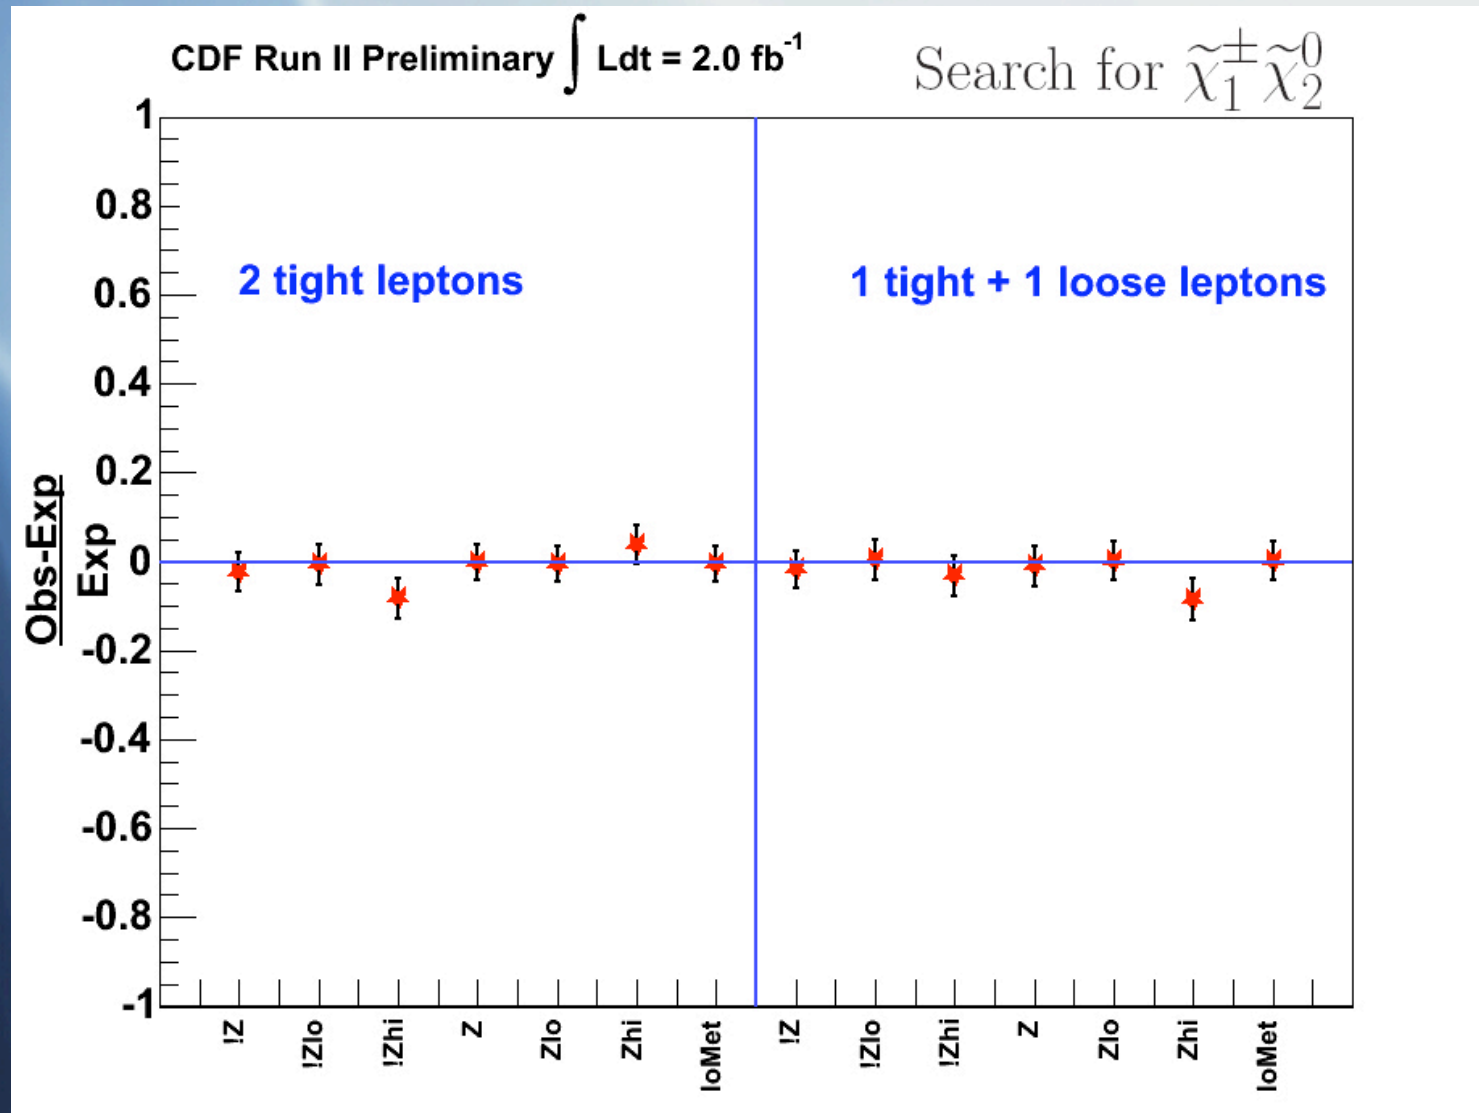 CDF Run II Preliminary ∫ Ldt = 2.0 fb⁻¹
Search for χ̃₁± χ̃₂⁰
1
0.8
2 tight leptons
1 tight + 1 loose leptons
0.6
0.4
0.2
0
-0.2
-0.4
-0.6
-0.8
-1
Obs-Exp
Exp
!Z
!Zlo
!Zhi
Z
Zlo
Zhi
loMet
!Z
!Zlo
!Zhi
Z
Zlo
Zhi
loMet